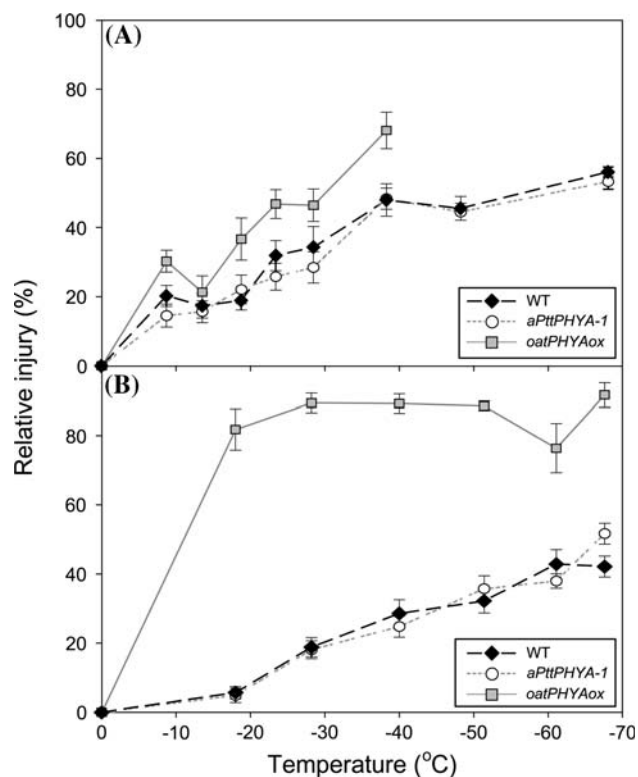 (A)
100
80
60
40
20
0
WT
aPttPHYA-1
oatPHYAox
Relative injury (%)
(B)
80
60
40
20
0
WT
aPttPHYA-1
oatPHYAox
0 -10 -20 -30 -40 -50 -60 -70
Temperature (°C)